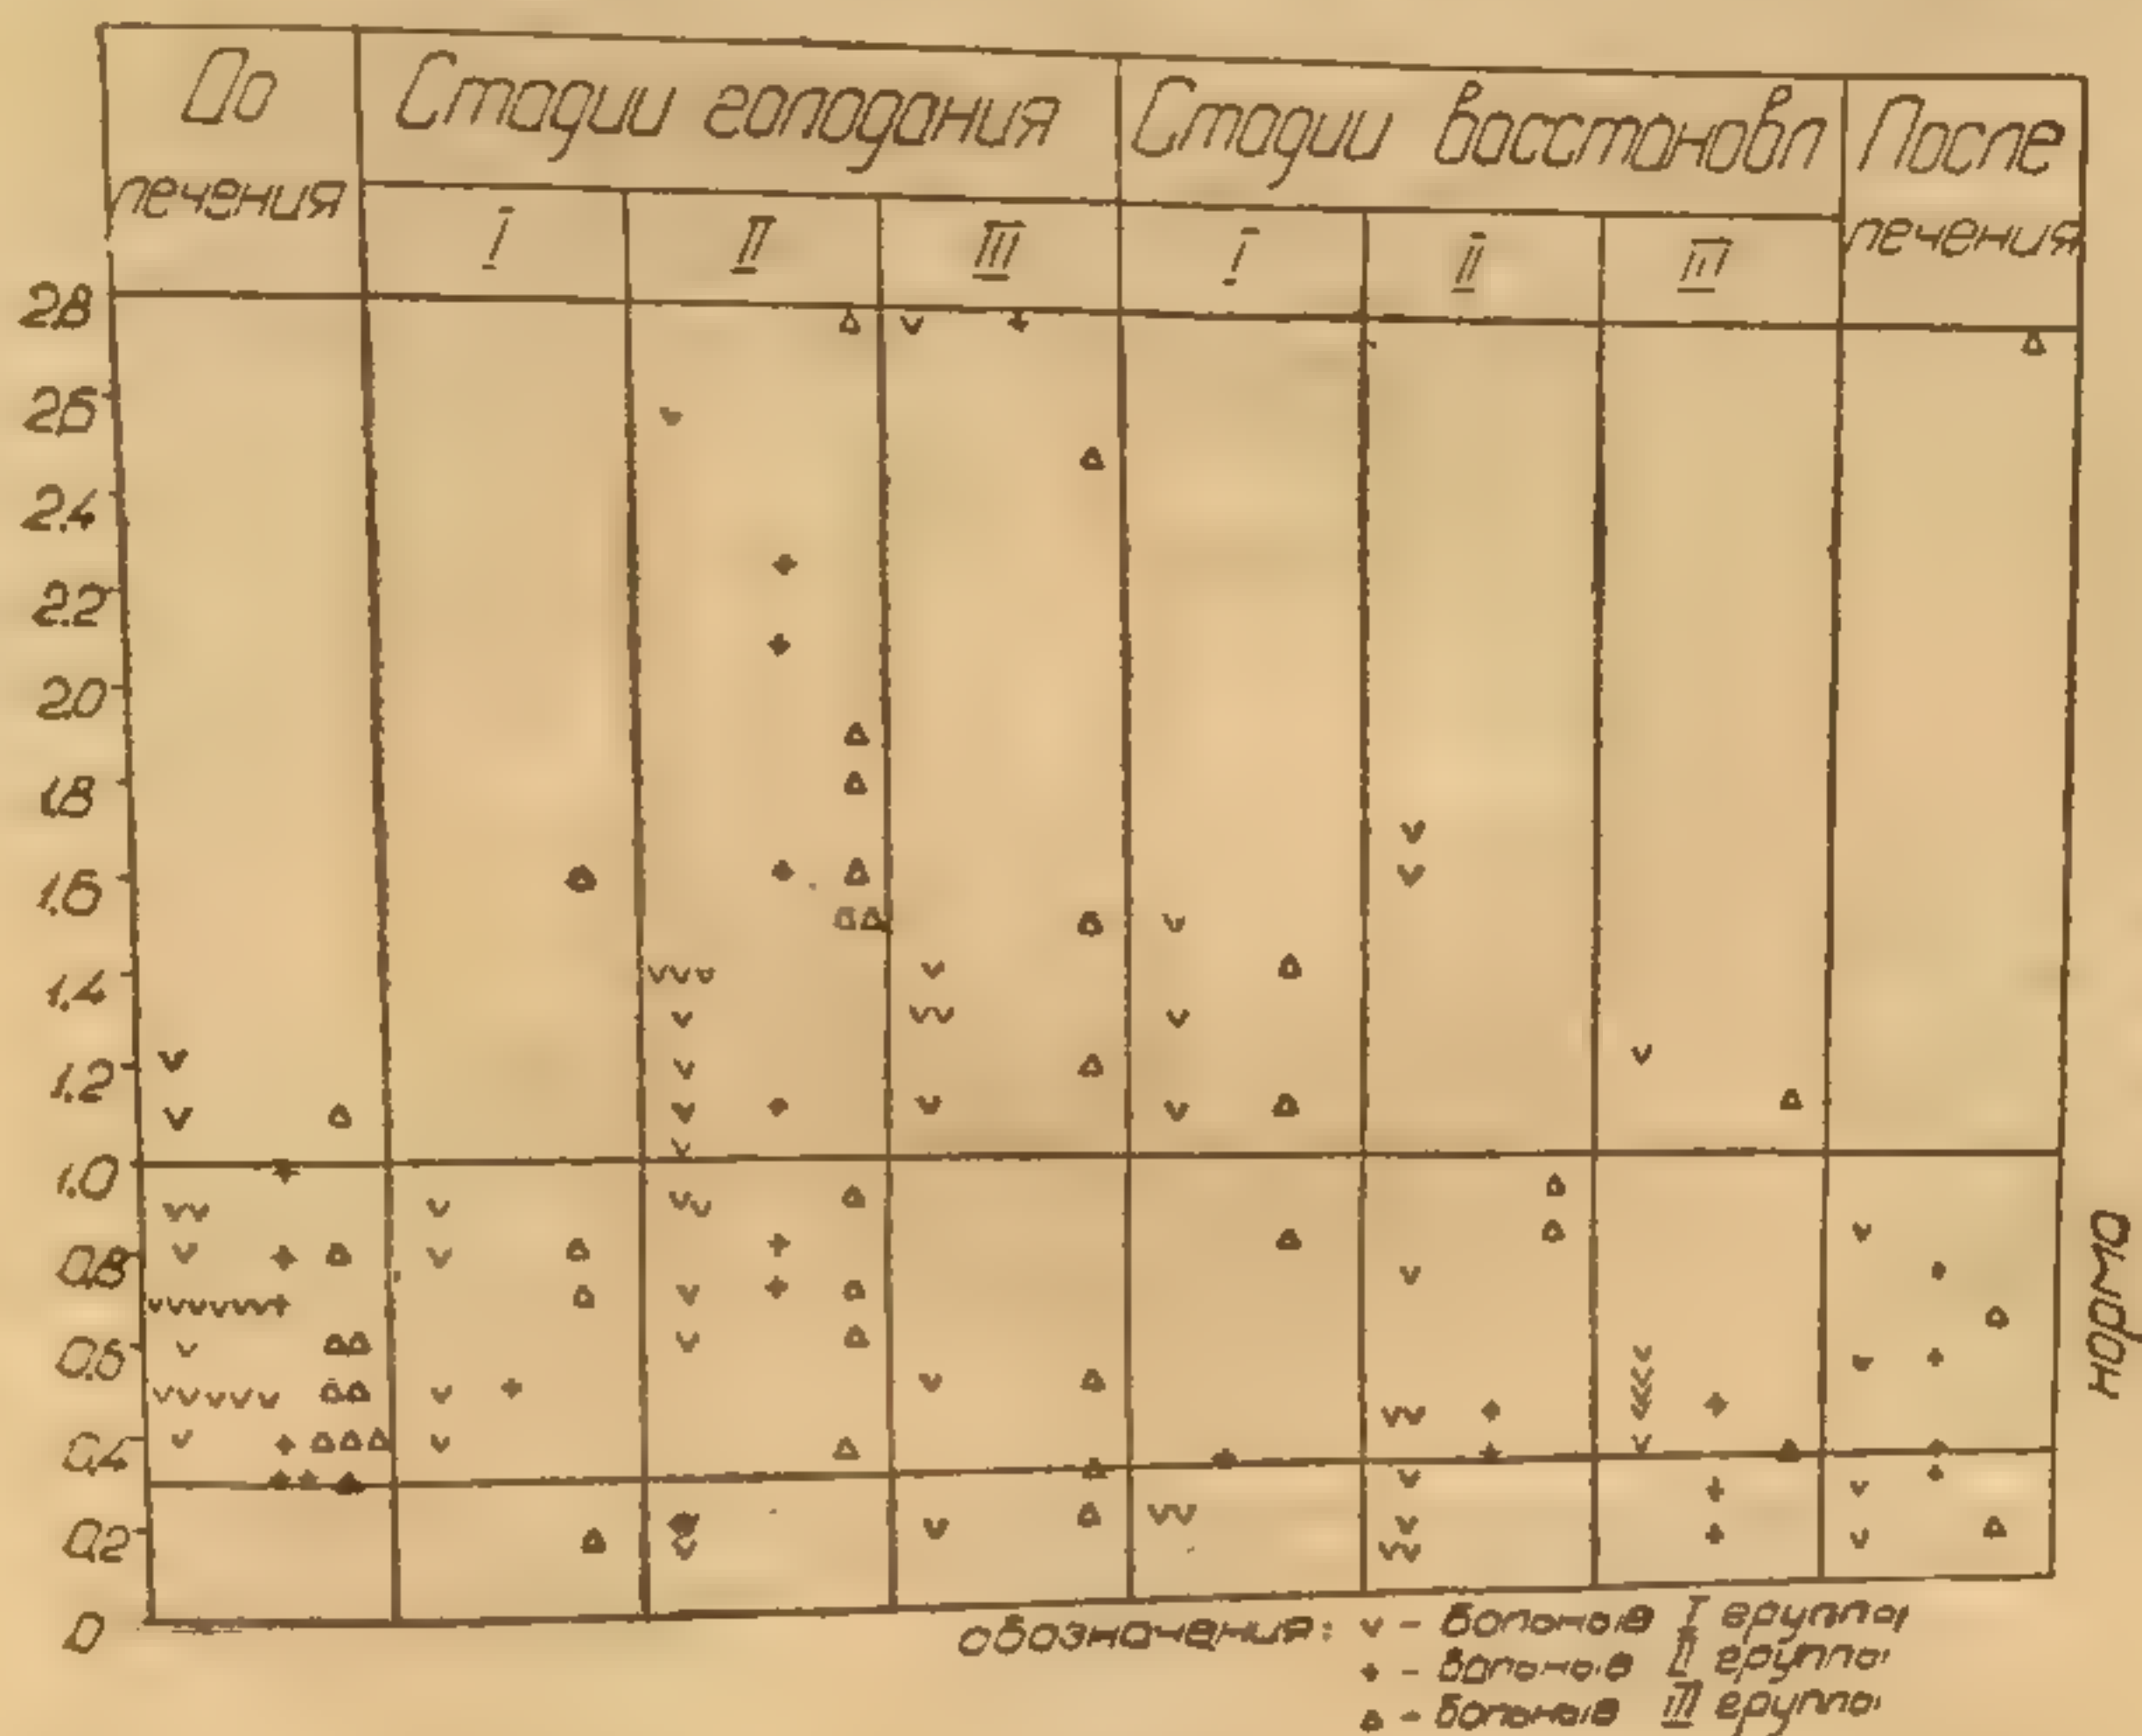 До
лечения
Стадии голодания
Стадии восстановл
После
лечения
I
II
III
I
II
III
2.8
2.6
2.4
2.2
2.0
1.8
1.6
1.4
1.2
1.0
0.8
0.6
0.4
0.2
0
норма
обозначения: v - больные I группы
+ - больные II группы
Δ - больные III группы